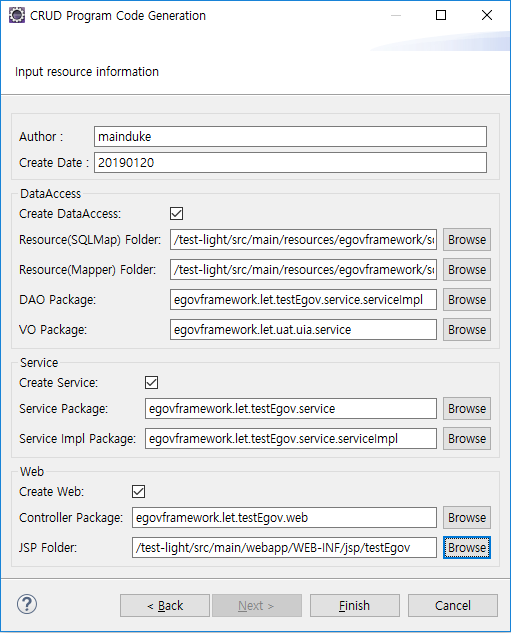 CRUD Program Code Generation
Input resource information
Author : mainduke
Create Date : 20190120
DataAccess
Create DataAccess:
Resource(SQLMap) Folder: /test-light/src/main/resources/egovframework/s Browse
Resource(Mapper) Folder: /test-light/src/main/resources/egovframework/s Browse
DAO Package: egovframework.let.testEgov.service.serviceImpl Browse
VO Package: egovframework.let.uat.uia.service Browse
Service
Create Service:
Service Package: egovframework.let.testEgov.service Browse
Service Impl Package: egovframework.let.testEgov.service.serviceImpl Browse
Web
Create Web:
Controller Package: egovframework.let.testEgov.web Browse
JSP Folder: /test-light/src/main/webapp/WEB-INF/jsp/testEgov Browse
? < Back Next > Finish Cancel